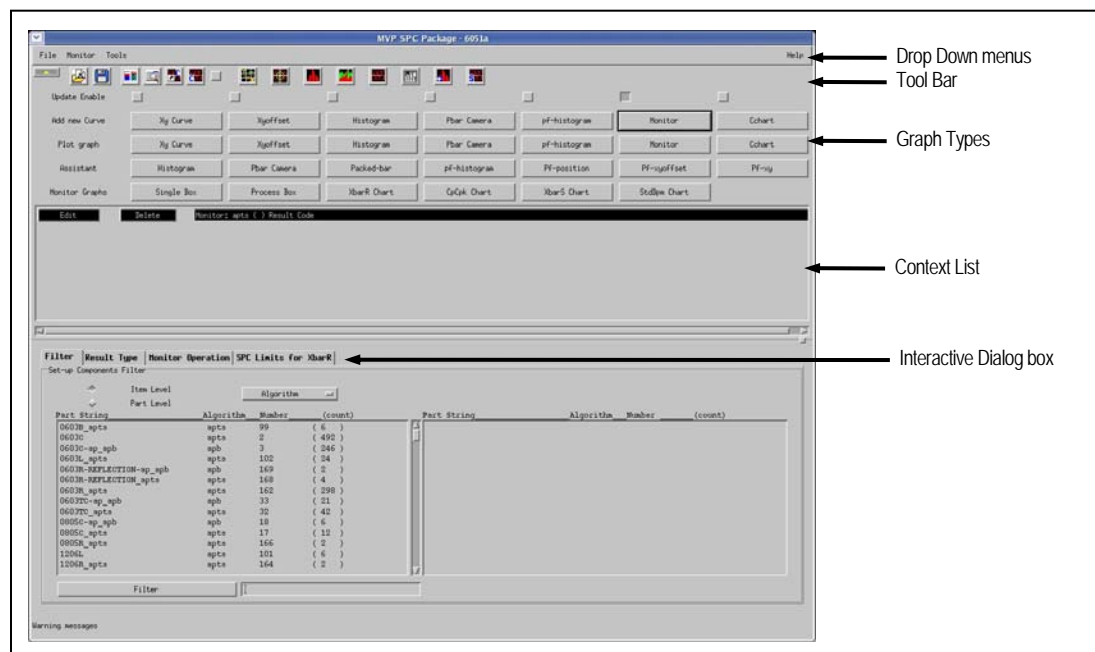 MVP SPC Package - 6051a
File Monitor Tools Help
Drop Down menus
Tool Bar
Update Enable
Add new Curve Xy Curve Xyoffset Histogram Pbar Camera pf-histogram Monitor Cchart
Plot graph Xy Curve Xyoffset Histogram Pbar Camera pf-histogram Monitor Cchart
Graph Types
Assistant Histogram Pbar Camera Packed-bar pf-histogram Pf-position Pf-xyoffset Pf-xy
Monitor Graphs Single Box Process Box XbarR Chart CpCpk Chart XbarS Chart StdDpm Chart
Edit Delete Monitor: apts ( ) Result Code
Context List
Filter Result Type Monitor Operation SPC Limits for XbarR
Interactive Dialog box
Set-up Components Filter
Item Level
Algorithm
Part Level
Part String Algorithm Number (count) Part String Algorithm Number (count)
0603B_apts apts 99 ( 6 )
0603C apts 2 ( 492 )
0603C-ap_apb apb 3 ( 246 )
0603L_apts apts 102 ( 24 )
0603R-REFLECTION-ap_apb apb 169 ( 2 )
0603R-REFLECTION_apts apts 168 ( 4 )
0603R_apts apts 162 ( 298 )
0603TC-ap_apb apb 33 ( 21 )
0603TC_apts apts 32 ( 42 )
0805C-ap_apb apb 18 ( 6 )
0805C_apts apts 17 ( 12 )
0805R_apts apts 166 ( 2 )
1206L apts 101 ( 6 )
1206R_apts apts 164 ( 2 )
Filter
Warning messages